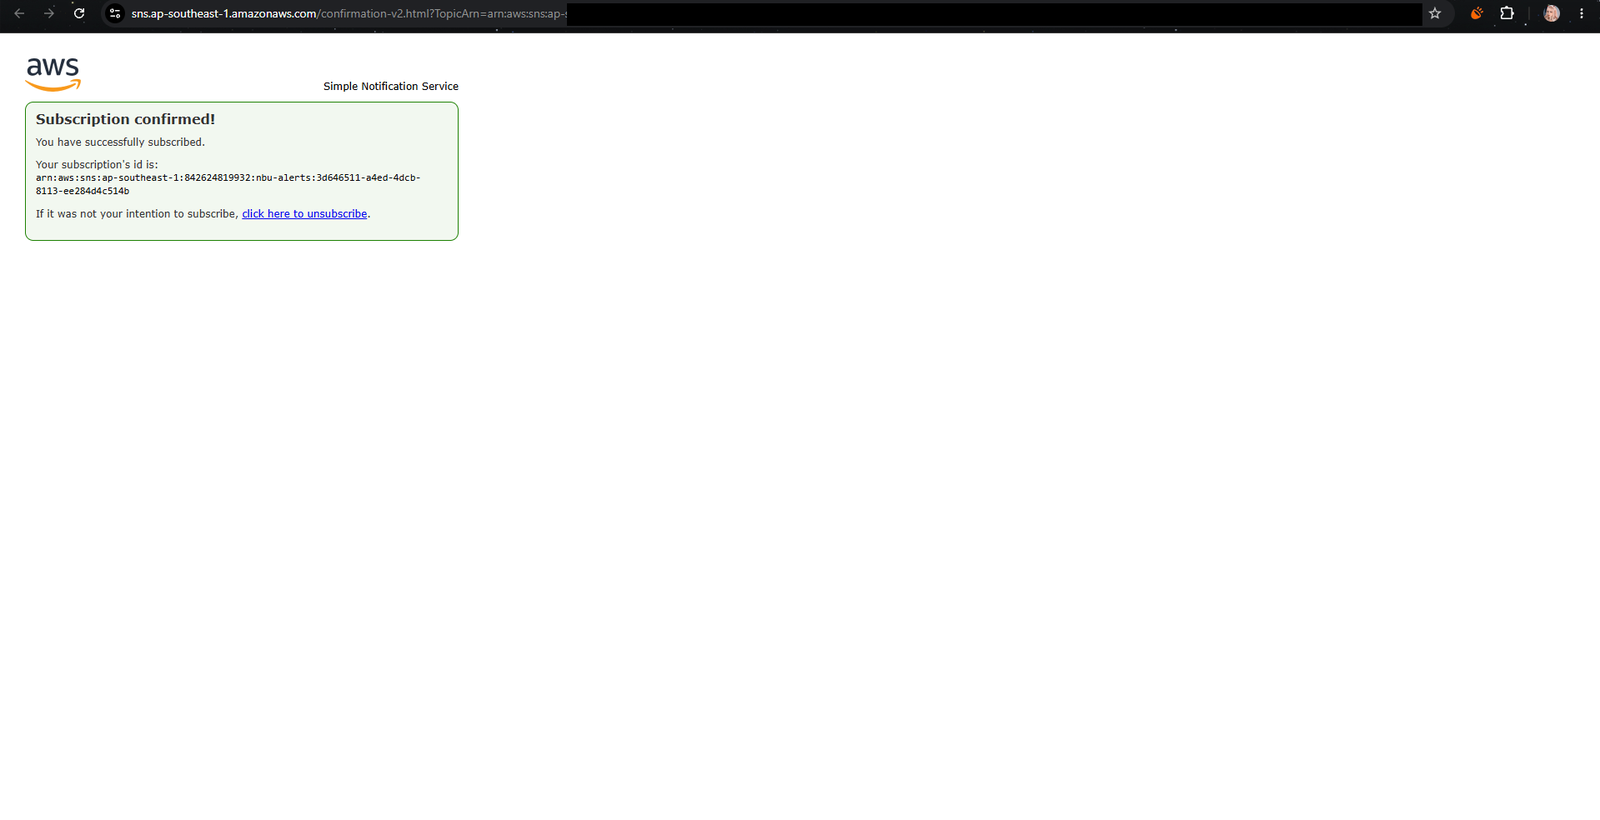 sns.ap-southeast-1.amazonaws.com/confirmation-v2.html?TopicArn=arn:aws:sns:ap-s
aws
Simple Notification Service
Subscription confirmed!
You have successfully subscribed.
Your subscription's id is:
arn:aws:sns:ap-southeast-1:842624819932:nbu-alerts:3d646511-a4ed-4dcb-
8113-ee284d4c514b
If it was not your intention to subscribe, click here to unsubscribe.